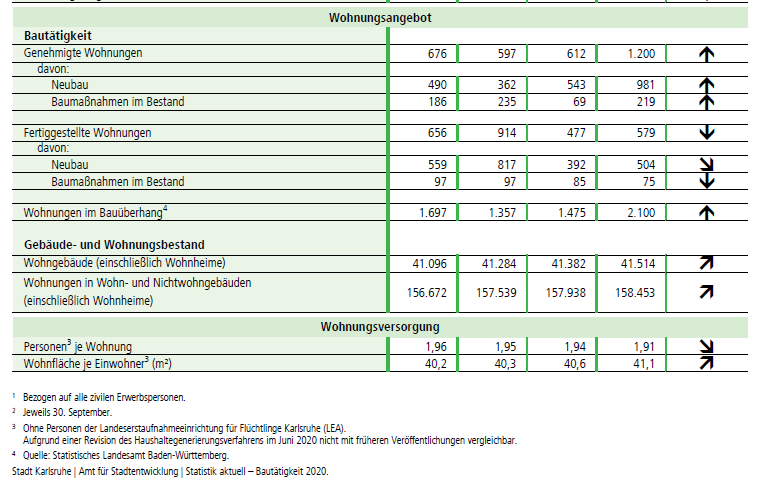 Wohnungsangebot
Bautätigkeit
Genehmigte Wohnungen 676 597 612 1.200
davon:
Neubau 490 362 543 981
Baumaßnahmen im Bestand 186 235 69 219
Fertiggestellte Wohnungen 656 914 477 579
davon:
Neubau 559 817 392 504
Baumaßnahmen im Bestand 97 97 85 75
Wohnungen im Bauüberhang⁴ 1.697 1.357 1.475 2.100
Gebäude- und Wohnungsbestand
Wohngebäude (einschließlich Wohnheime) 41.096 41.284 41.382 41.514
Wohnungen in Wohn- und Nichtwohngebäuden
(einschließlich Wohnheime) 156.672 157.539 157.938 158.453
Wohnungsversorgung
Personen³ je Wohnung 1,96 1,95 1,94 1,91
Wohnfläche je Einwohner³ (m²) 40,2 40,3 40,6 41,1
¹ Bezogen auf alle zivilen Erwerbspersonen.
² Jeweils 30. September.
³ Ohne Personen der Landeserstaufnahmeeinrichtung für Flüchtlinge Karlsruhe (LEA).
Aufgrund einer Revision des Haushaltegenerierungsverfahrens im Juni 2020 nicht mit früheren Veröffentlichungen vergleichbar.
⁴ Quelle: Statistisches Landesamt Baden-Württemberg.
Stadt Karlsruhe | Amt für Stadtentwicklung | Statistik aktuell – Bautätigkeit 2020.